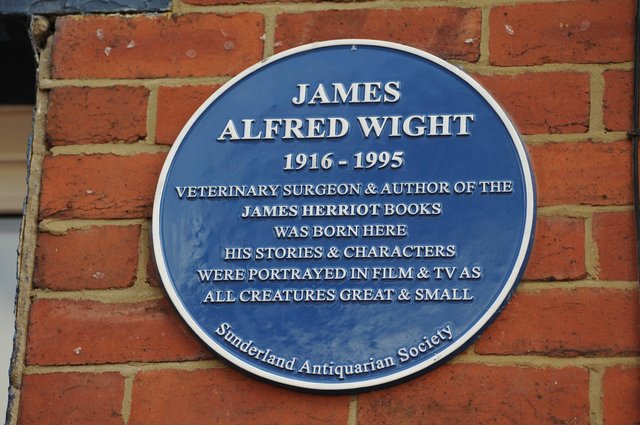 JAMES
ALFRED WIGHT
1916 - 1995
VETERINARY SURGEON & AUTHOR OF THE
JAMES HERRIOT BOOKS
WAS BORN HERE
HIS STORIES & CHARACTERS
WERE PORTRAYED IN FILM & TV AS
ALL CREATURES GREAT & SMALL
Sunderland Antiquarian Society